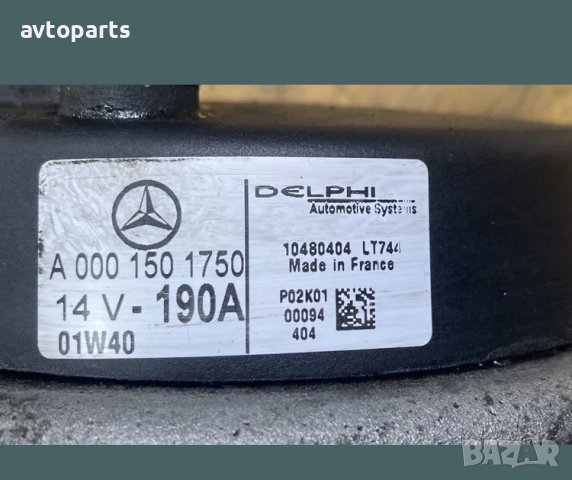 avtoparts
DELPHI
Automotive Systems
A 000 150 1750
14 V - 190A
01W40
10480404 LT744
Made in France
P02K01
00094
404
BAZAR